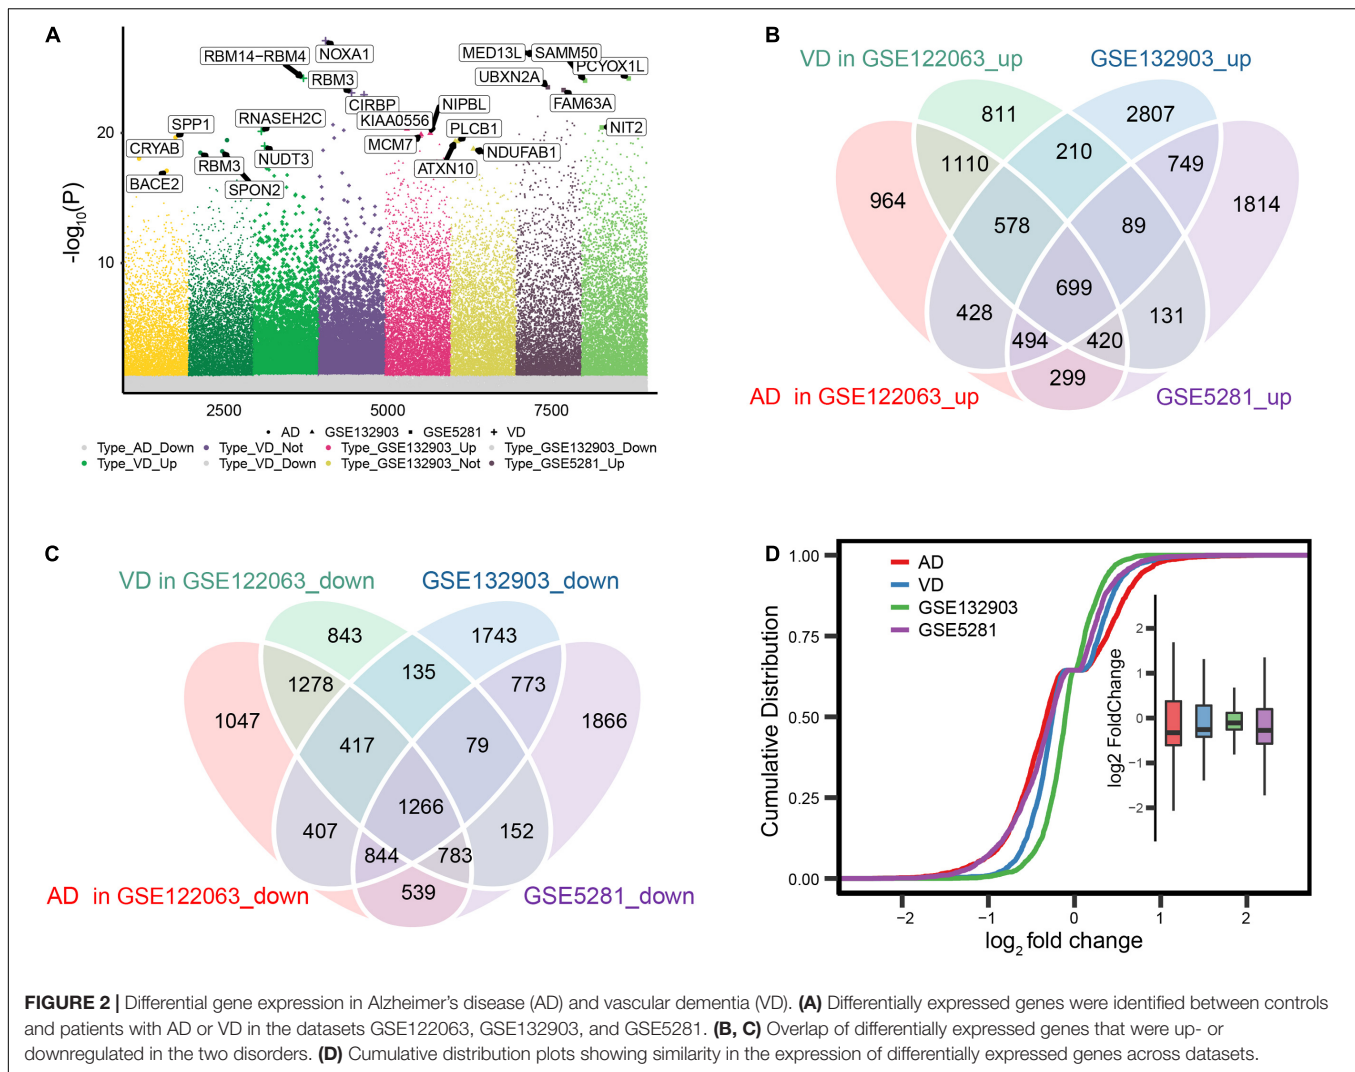 A
RBM14−RBM4
NOXA1
MED13L
SAMM50
PCYOX1L
UBXN2A
RBM3
CIRBP
NIPBL
FAM63A
SPP1
RNASEH2C
KIAA0556
PLCB1
NIT2
CRYAB
RBM3
NUDT3
MCM7
NDUFAB1
BACE2
SPON2
ATXN10
-log10(P)
20
10
2500
5000
7500
AD
GSE132903
GSE5281
VD
Type_AD_Down
Type_VD_Not
Type_GSE132903_Up
Type_GSE132903_Down
Type_VD_Up
Type_VD_Down
Type_GSE132903_Not
Type_GSE5281_Up
B
VD in GSE122063_up
GSE132903_up
811
2807
1110
210
749
964
578
89
1814
699
428
131
494
420
299
AD in GSE122063_up
GSE5281_up
C
VD in GSE122063_down
GSE132903_down
843
1743
1278
135
773
1047
417
79
1866
1266
407
152
844
783
539
AD in GSE122063_down
GSE5281_down
D
1.00
0.75
0.50
0.25
0.00
Cumulative Distribution
AD
VD
GSE132903
GSE5281
log2 FoldChange
2
1
0
−1
−2
−2
−1
0
1
2
log2 fold change
FIGURE 2 | Differential gene expression in Alzheimer's disease (AD) and vascular dementia (VD). (A) Differentially expressed genes were identified between controls
and patients with AD or VD in the datasets GSE122063, GSE132903, and GSE5281. (B, C) Overlap of differentially expressed genes that were up- or
downregulated in the two disorders. (D) Cumulative distribution plots showing similarity in the expression of differentially expressed genes across datasets.